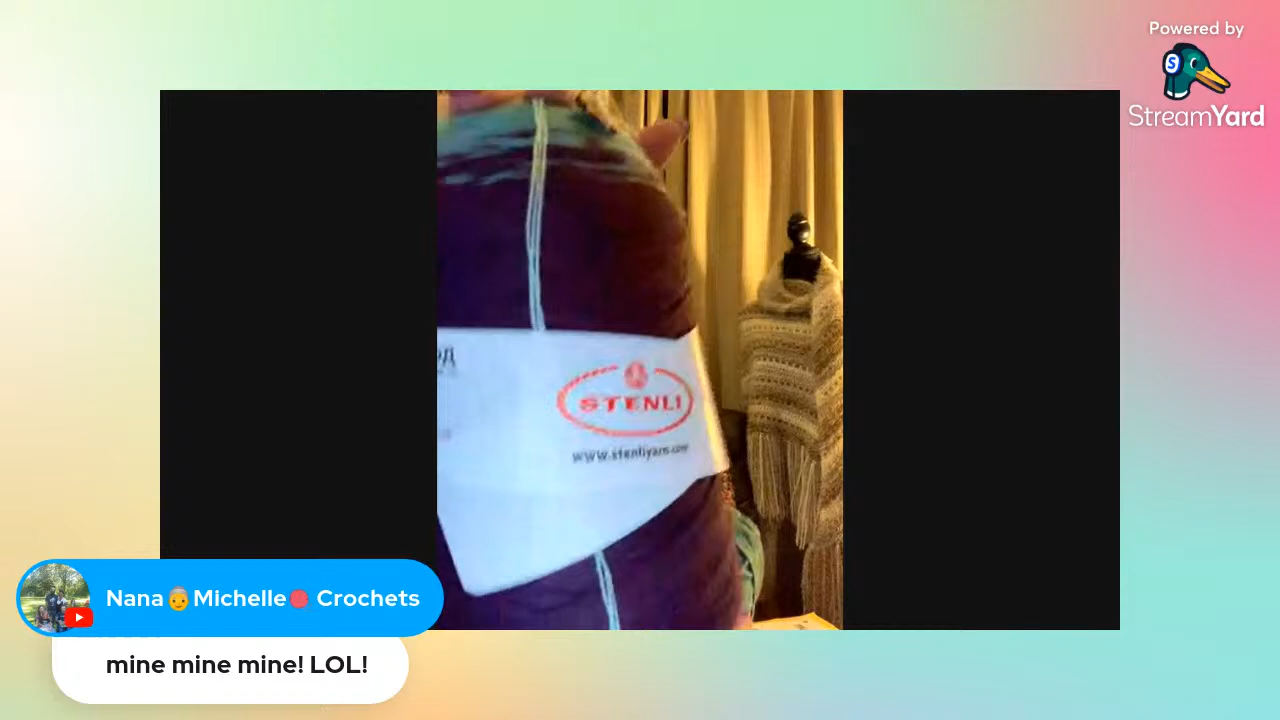 Powered by
StreamYard
STENLI
www.stenliyarn.com
Nana👵Michelle🧶 Crochets
mine mine mine! LOL!